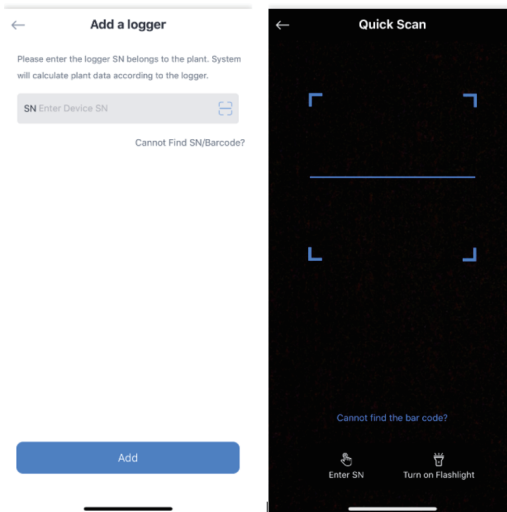 Add a logger
Please enter the logger SN belongs to the plant. System
will calculate plant data according to the logger.
SN Enter Device SN
Cannot Find SN/Barcode?
Add
Quick Scan
Cannot find the bar code?
Enter SN
Turn on Flashlight